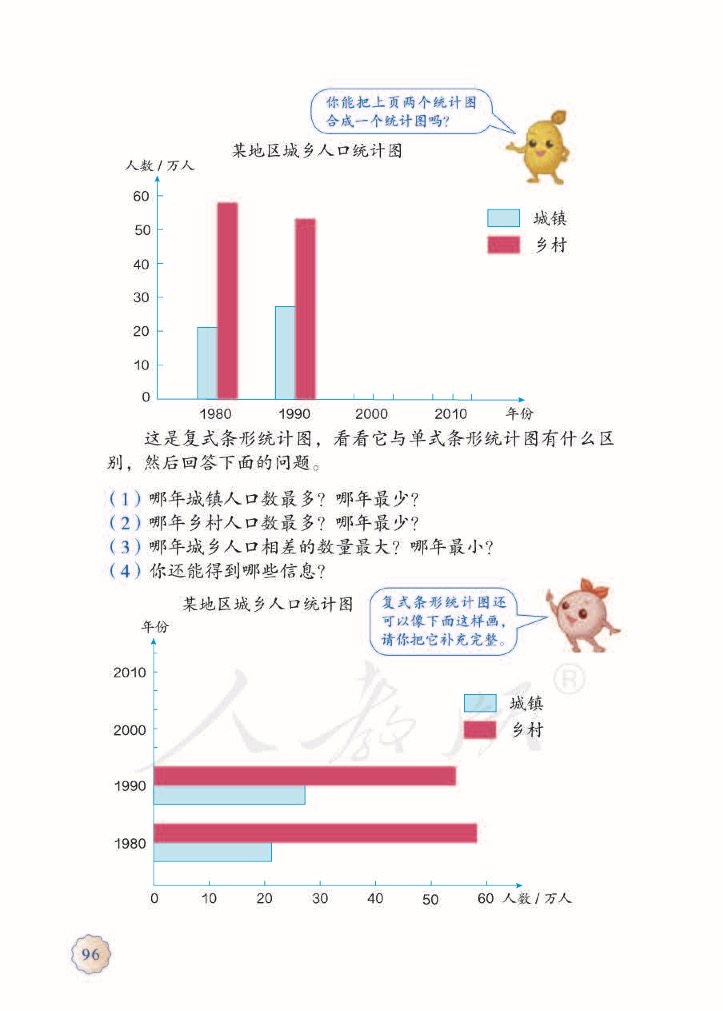 你能把上页两个统计图
合成一个统计图吗？
某地区城乡人口统计图
人数/万人
60
50
40
30
20
10
0
城镇
乡村
1980 1990 2000 2010 年份
这是复式条形统计图，看看它与单式条形统计图有什么区
别，然后回答下面的问题。
（1）哪年城镇人口数最多？哪年最少？
（2）哪年乡村人口数最多？哪年最少？
（3）哪年城乡人口相差的数量最大？哪年最小？
（4）你还能得到哪些信息？
某地区城乡人口统计图
复式条形统计图还
可以像下面这样画，
请你把它补充完整。
年份
2010
2000
1990
1980
城镇
乡村
0 10 20 30 40 50 60 人数/万人
人教版®
96